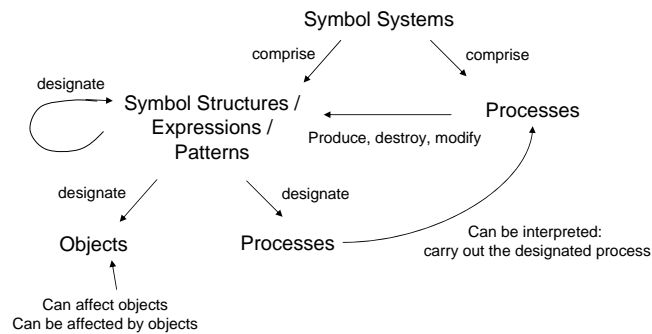 Symbol Systems
comprise
comprise
designate
Symbol Structures /
Expressions /
Patterns
Processes
Produce, destroy, modify
designate
designate
Objects
Processes
Can be interpreted:
carry out the designated process
Can affect objects
Can be affected by objects